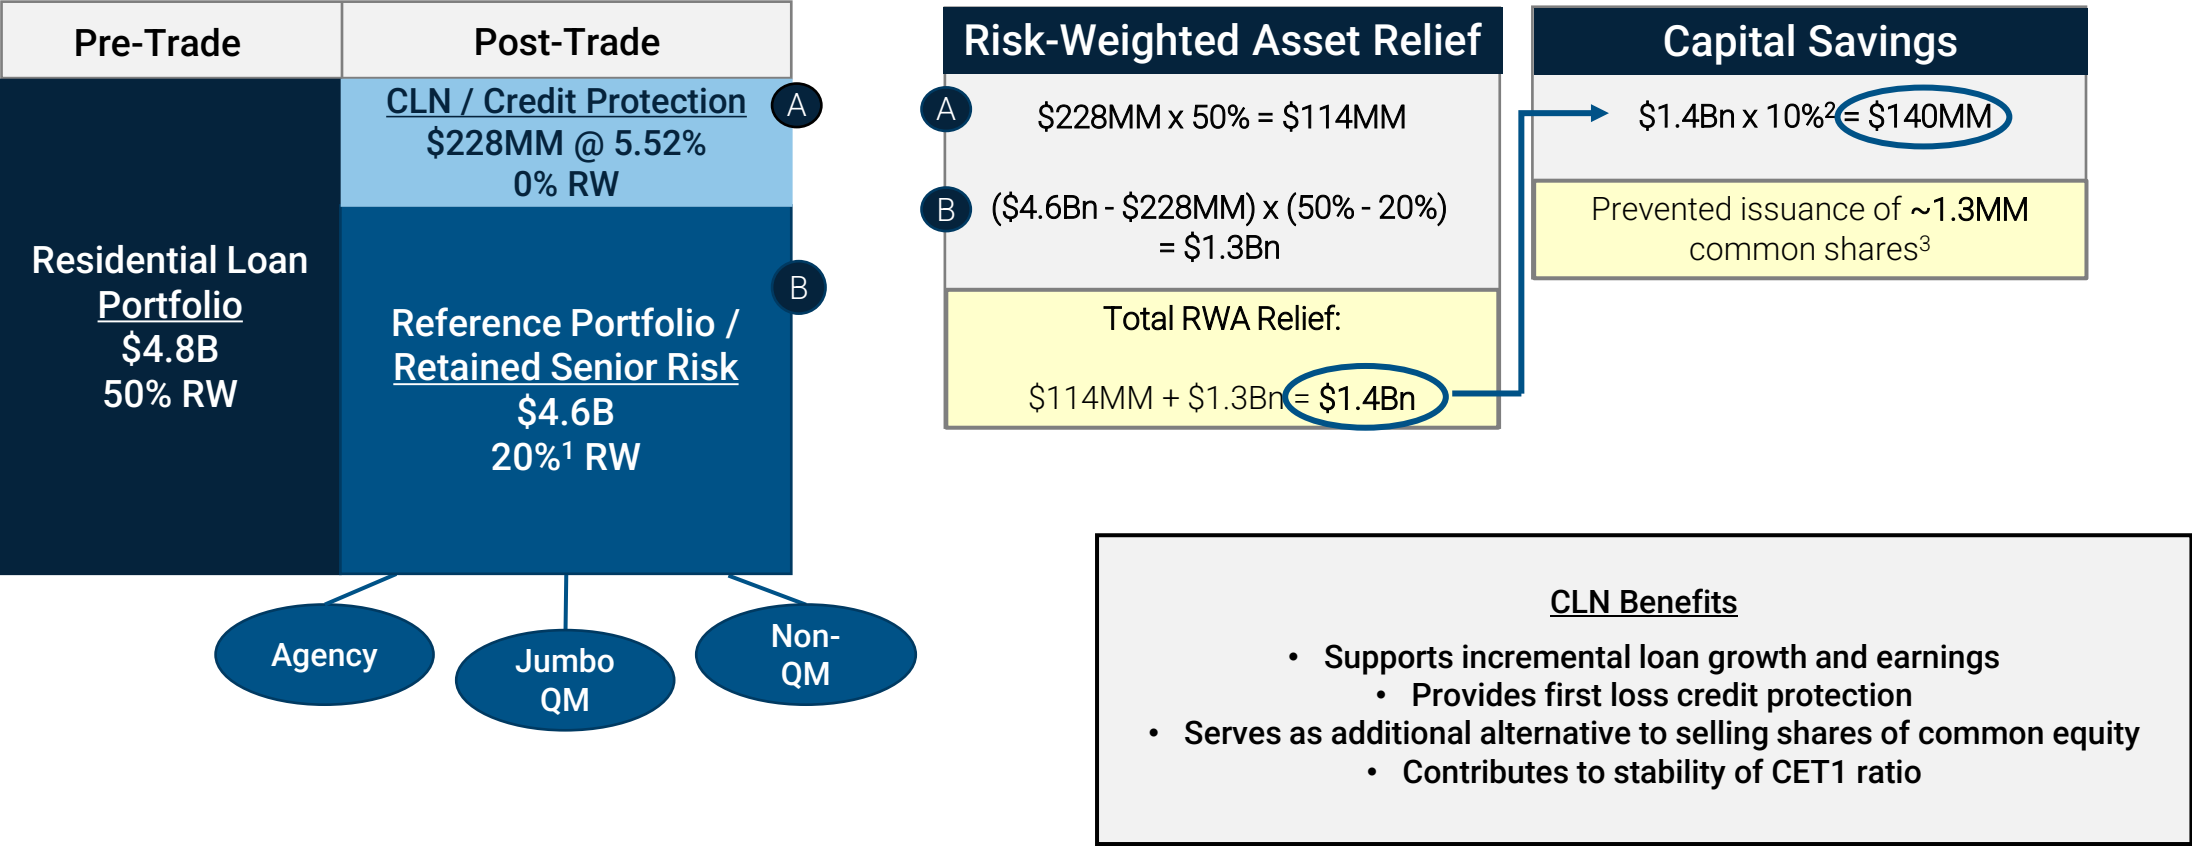 Pre-Trade
Post-Trade
Residential Loan
Portfolio
$4.8B
50% RW
CLN / Credit Protection
$228MM @ 5.52%
0% RW
A
Reference Portfolio /
Retained Senior Risk
$4.6B
20%¹ RW
B
Agency
Jumbo
QM
Non-
QM
Risk-Weighted Asset Relief
A
$228MM x 50% = $114MM
B
($4.6Bn - $228MM) x (50% - 20%)
= $1.3Bn
Total RWA Relief:
$114MM + $1.3Bn = $1.4Bn
Capital Savings
$1.4Bn x 10%² = $140MM
Prevented issuance of ~1.3MM
common shares³
CLN Benefits
• Supports incremental loan growth and earnings
• Provides first loss credit protection
• Serves as additional alternative to selling shares of common equity
• Contributes to stability of CET1 ratio